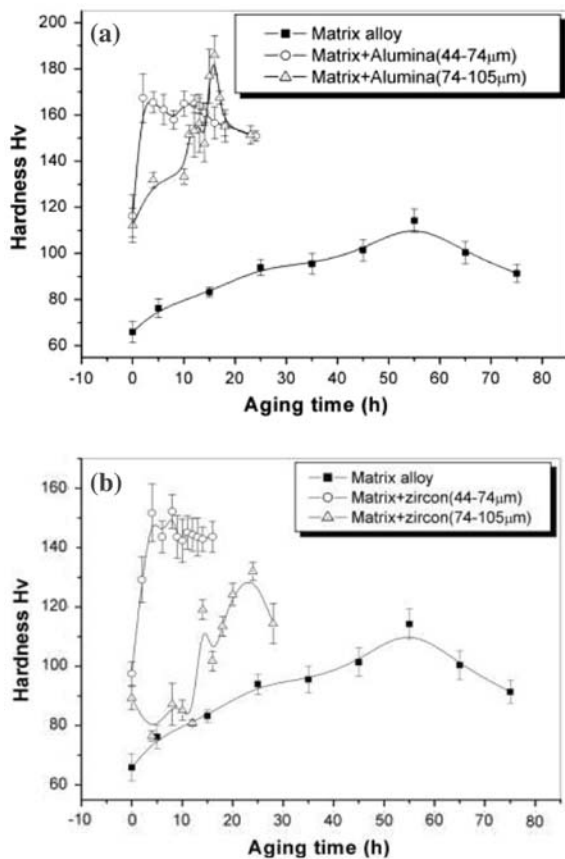 (a)
Matrix alloy
Matrix+Alumina(44-74μm)
Matrix+Alumina(74-105μm)
Hardness Hv
200
180
160
140
120
100
80
60
-10 0 10 20 30 40 50 60 70 80
Aging time (h)
(b)
Matrix alloy
Matrix+zircon(44-74μm)
Matrix+zircon(74-105μm)
Hardness Hv
160
140
120
100
80
60
-10 0 10 20 30 40 50 60 70 80
Aging time (h)